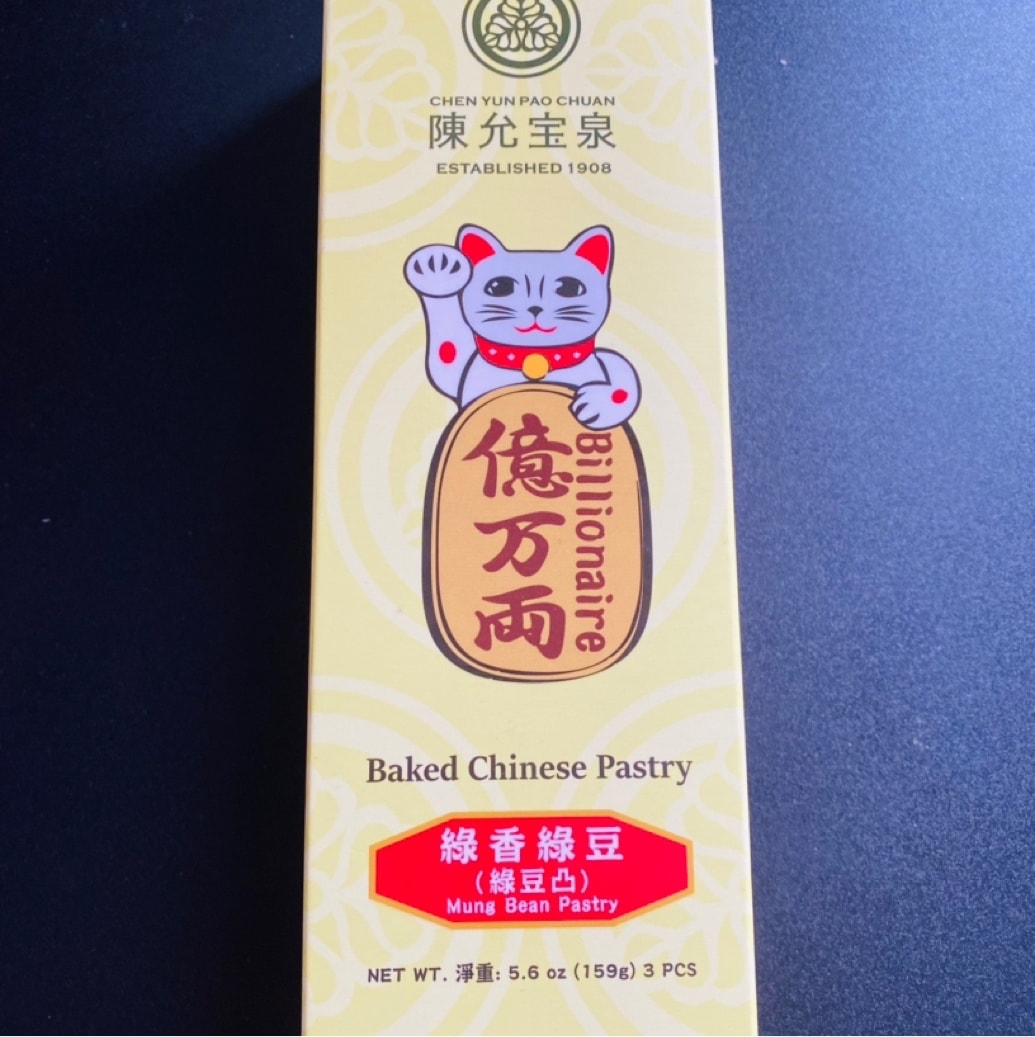 CHEN YUN PAO CHUAN
陳允宝泉
ESTABLISHED 1908
億万両
Billionaire
Baked Chinese Pastry
綠香綠豆
(綠豆凸)
Mung Bean Pastry
NET WT. 淨重: 5.6 oz (159g) 3 PCS